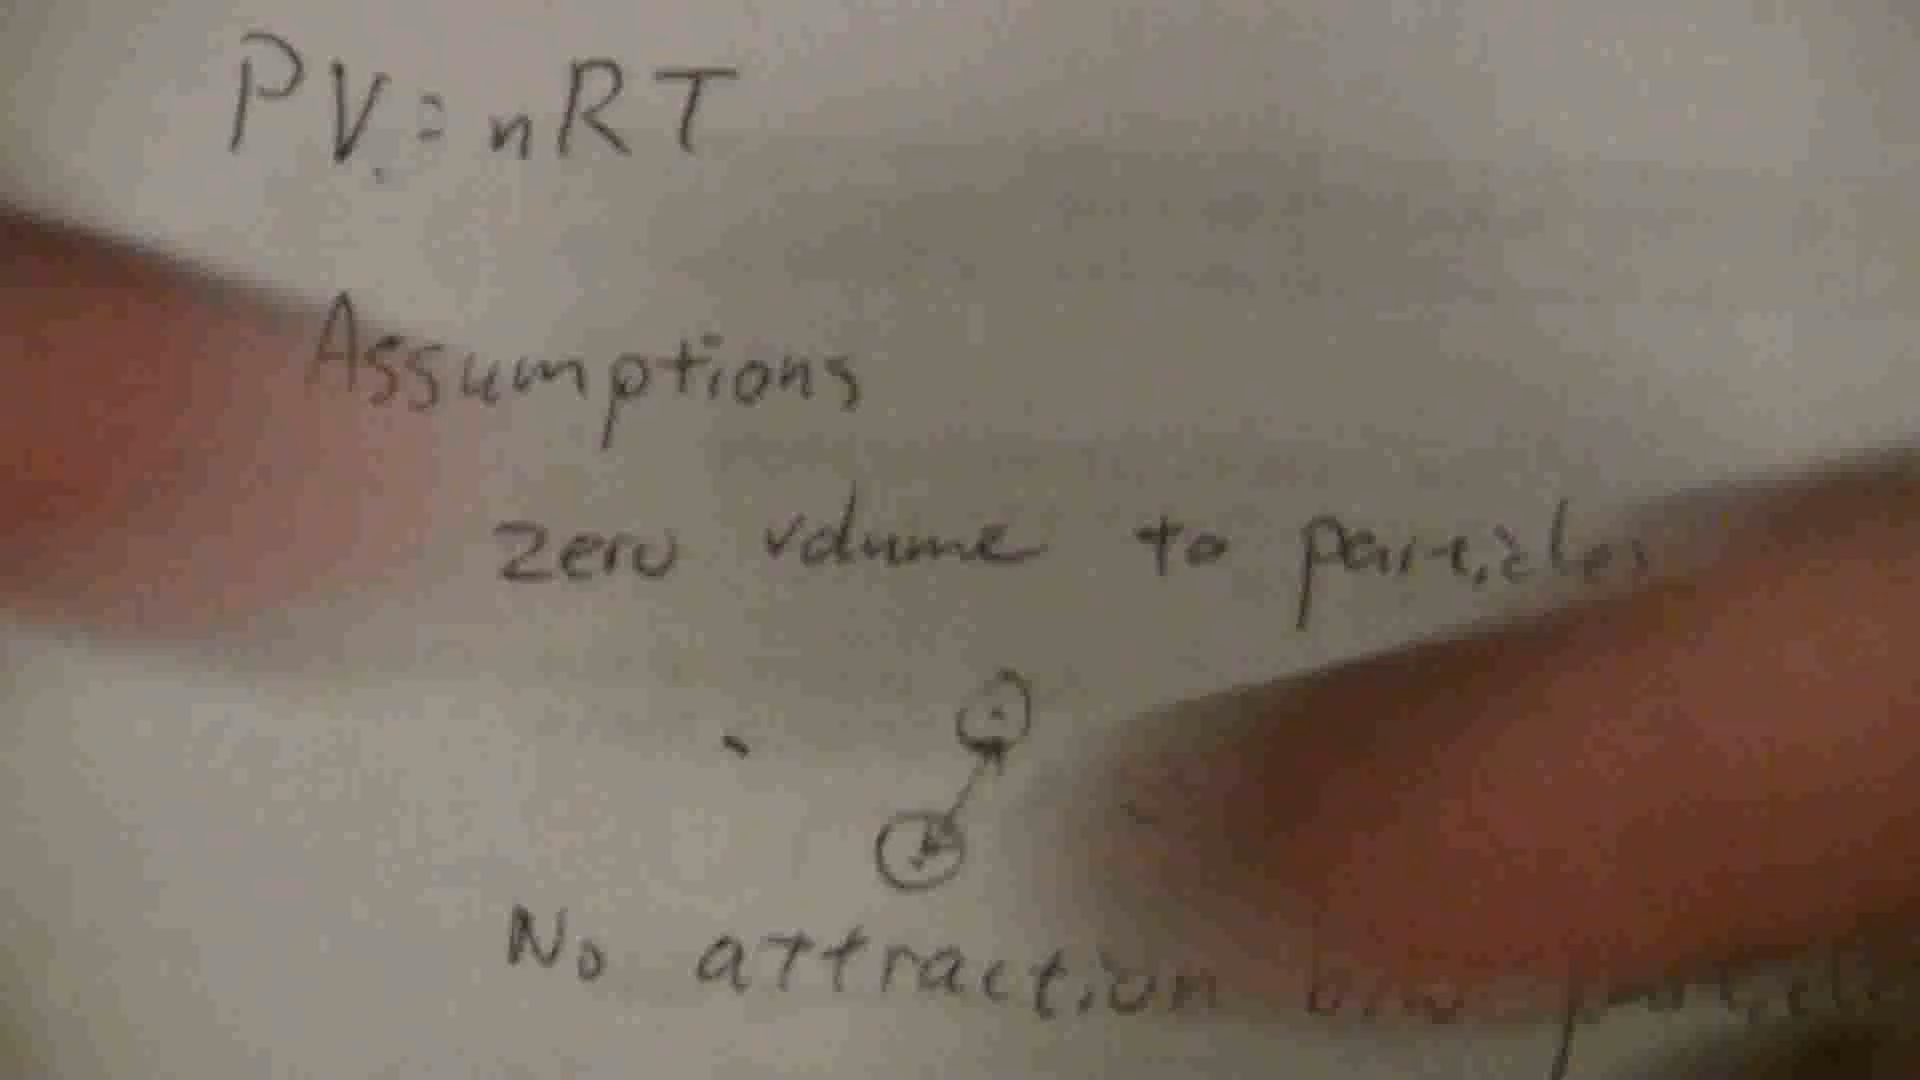 PV = nRT
Assumptions
Zero volume to particles
-
+
No attraction b/w